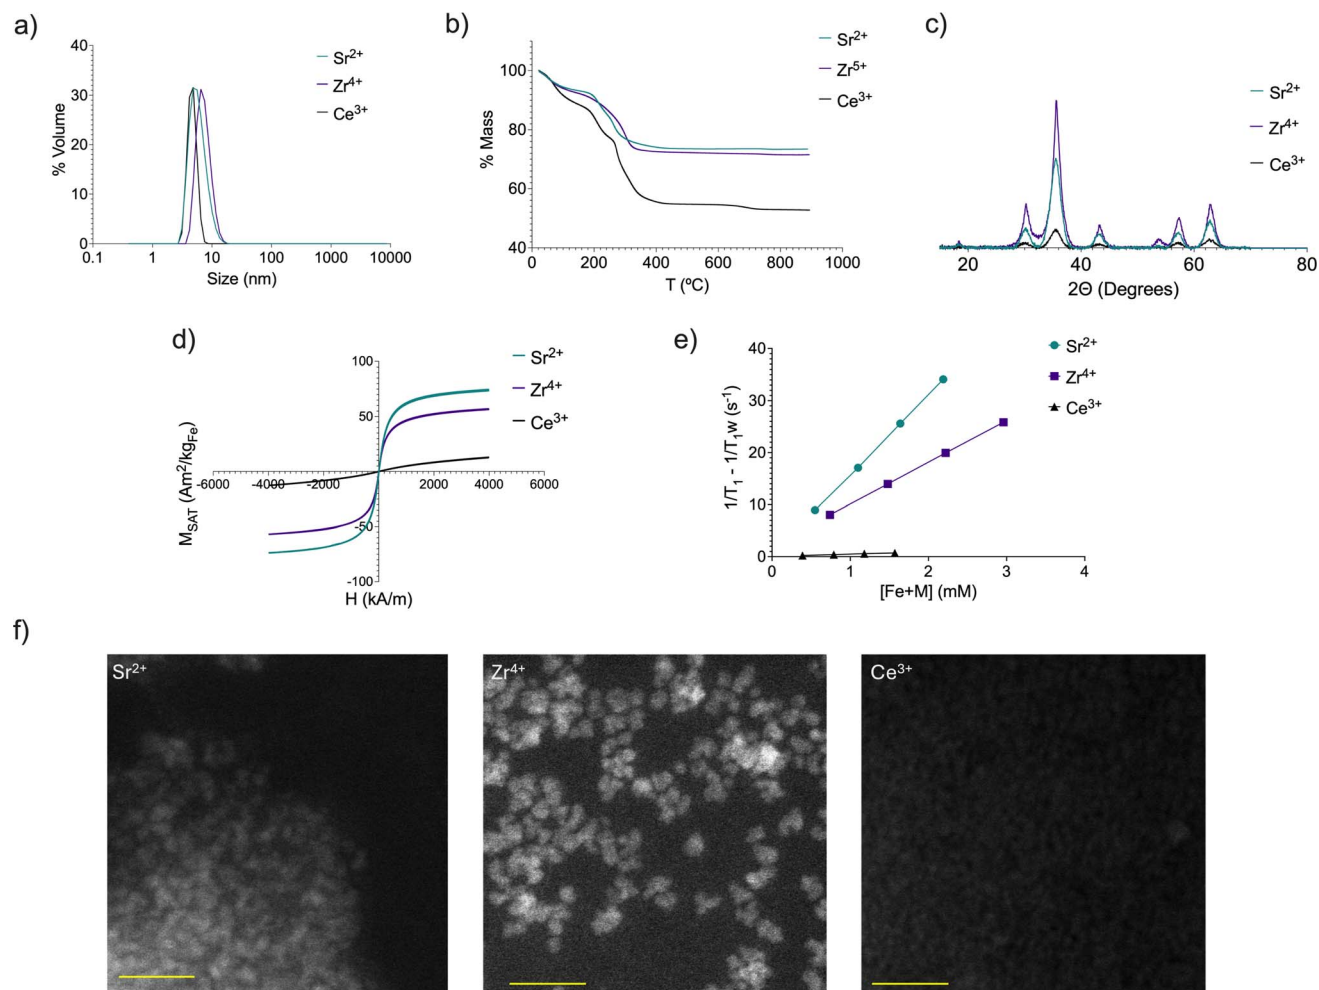 a)
% Volume
40
30
20
10
0
0.1
1
10
100
1000
10000
Size (nm)
Sr2+
Zr4+
Ce3+
b)
% Mass
100
80
60
40
0
200
400
600
800
1000
T (ºC)
Sr2+
Zr5+
Ce3+
c)
20
40
60
80
2Θ (Degrees)
Sr2+
Zr4+
Ce3+
d)
MSAT (Am2/kgFe)
100
50
-50
-100
-6000
-4000
-2000
2000
4000
6000
H (kA/m)
Sr2+
Zr4+
Ce3+
e)
1/T1 - 1/T1w (s-1)
40
30
20
10
0
0
1
2
3
4
[Fe+M] (mM)
Sr2+
Zr4+
Ce3+
f)
Sr2+
Zr4+
Ce3+